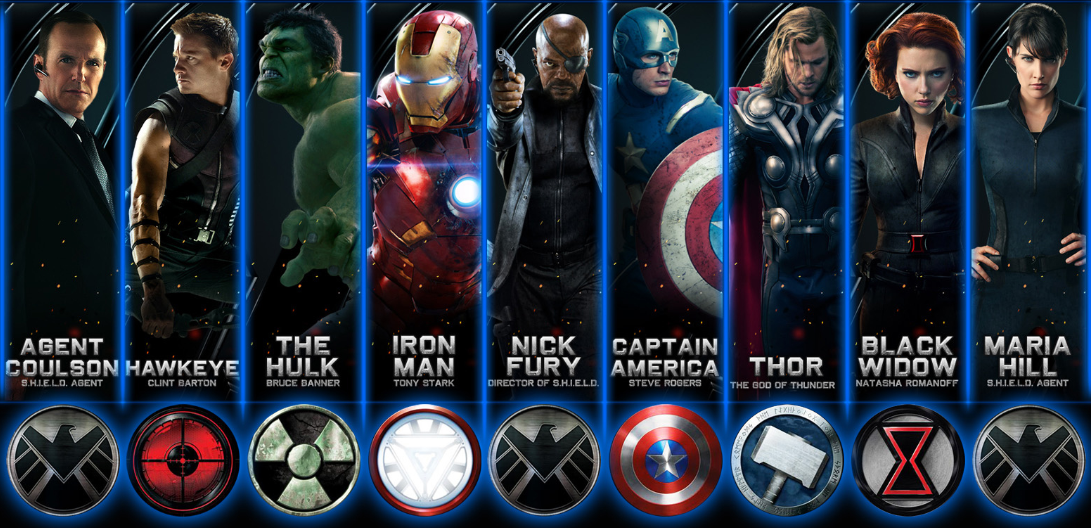 AGENT
COULSON
S.H.I.E.L.D. AGENT
HAWKEYE
CLINT BARTON
THE
HULK
BRUCE BANNER
IRON
MAN
TONY STARK
NICK
FURY
DIRECTOR OF S.H.I.E.L.D.
CAPTAIN
AMERICA
STEVE ROGERS
THOR
THE GOD OF THUNDER
BLACK
WIDOW
NATASHA ROMANOFF
MARIA
HILL
S.H.I.E.L.D. AGENT